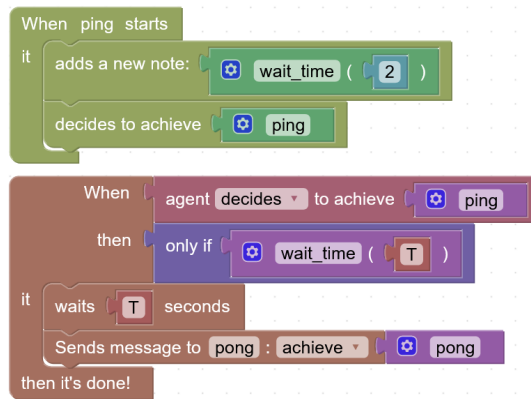 When ping starts
it adds a new note: wait_time ( 2 )
decides to achieve ping
When agent decides to achieve ping
then only if wait_time ( T )
it waits T seconds
Sends message to pong : achieve pong
then it's done!